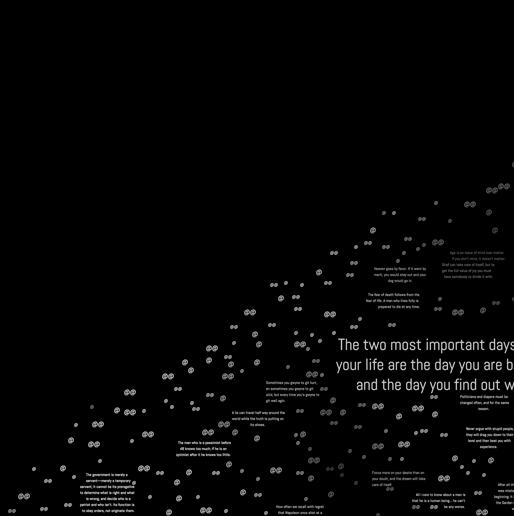 Age is an issue of mind over matter.
If you don't mind, it doesn't matter.
Grief can take care of itself; but to
get the full value of joy you must
have somebody to divide it with.
Heaven goes by favor. If it went by
merit, you would stay out and your
dog would go in.
The fear of death follows from the
fear of life. A man who lives fully is
prepared to die at any time.
The two most important days
your life are the day you are b
and the day you find out w
Sometimes you gwyne to git hurt,
en sometimes you gwyne to git
sick; but every time you's gwyne to
git well agin.
Politicians and diapers must be
changed often, and for the same
reason.
A lie can travel half way around the
world while the truth is putting on
its shoes.
Never argue with stupid people,
they will drag you down to their
level and then beat you with
experience.
The man who is a pessimist before
48 knows too much; if he is an
optimist after it he knows too little.
The government is merely a
servant—merely a temporary
servant; it cannot be its prerogative
to determine what is right and what
is wrong, and decide who is a
patriot and who isn't. Its function is
to obey orders, not originate them.
Focus more on your desire than on
your doubt, and the dream will take
care of itself.
After all th
was mista
beginning; it i
the Garden
All I care to know about a man is
that he is a human being... he can't
be any worse.
How often we recall with regret
that Napoleon once shot at a